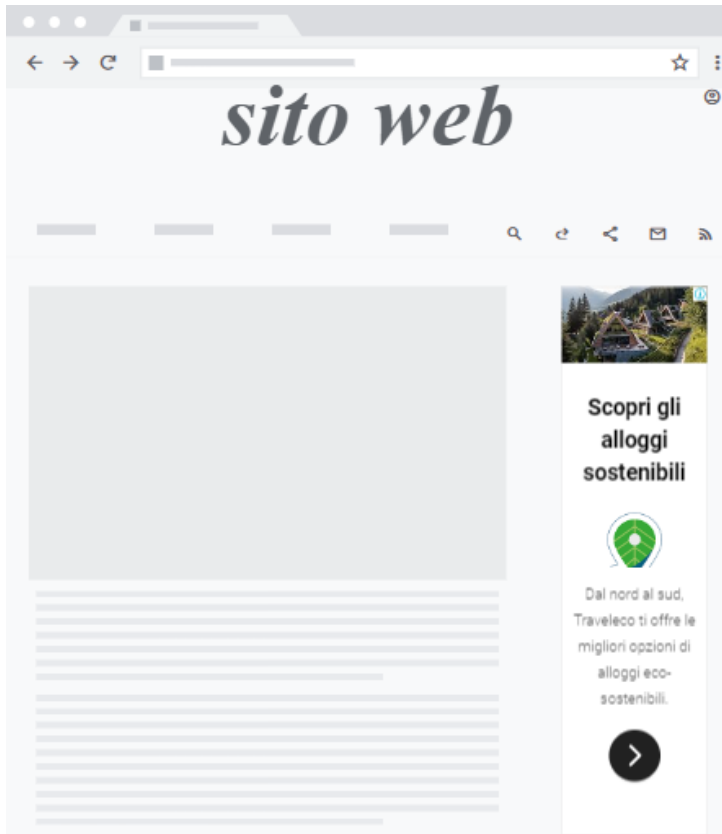 sito web
Scopri gli
alloggi
sostenibili
Dal nord al sud,
Traveleco ti offre le
migliori opzioni di
alloggi eco-
sostenibili.